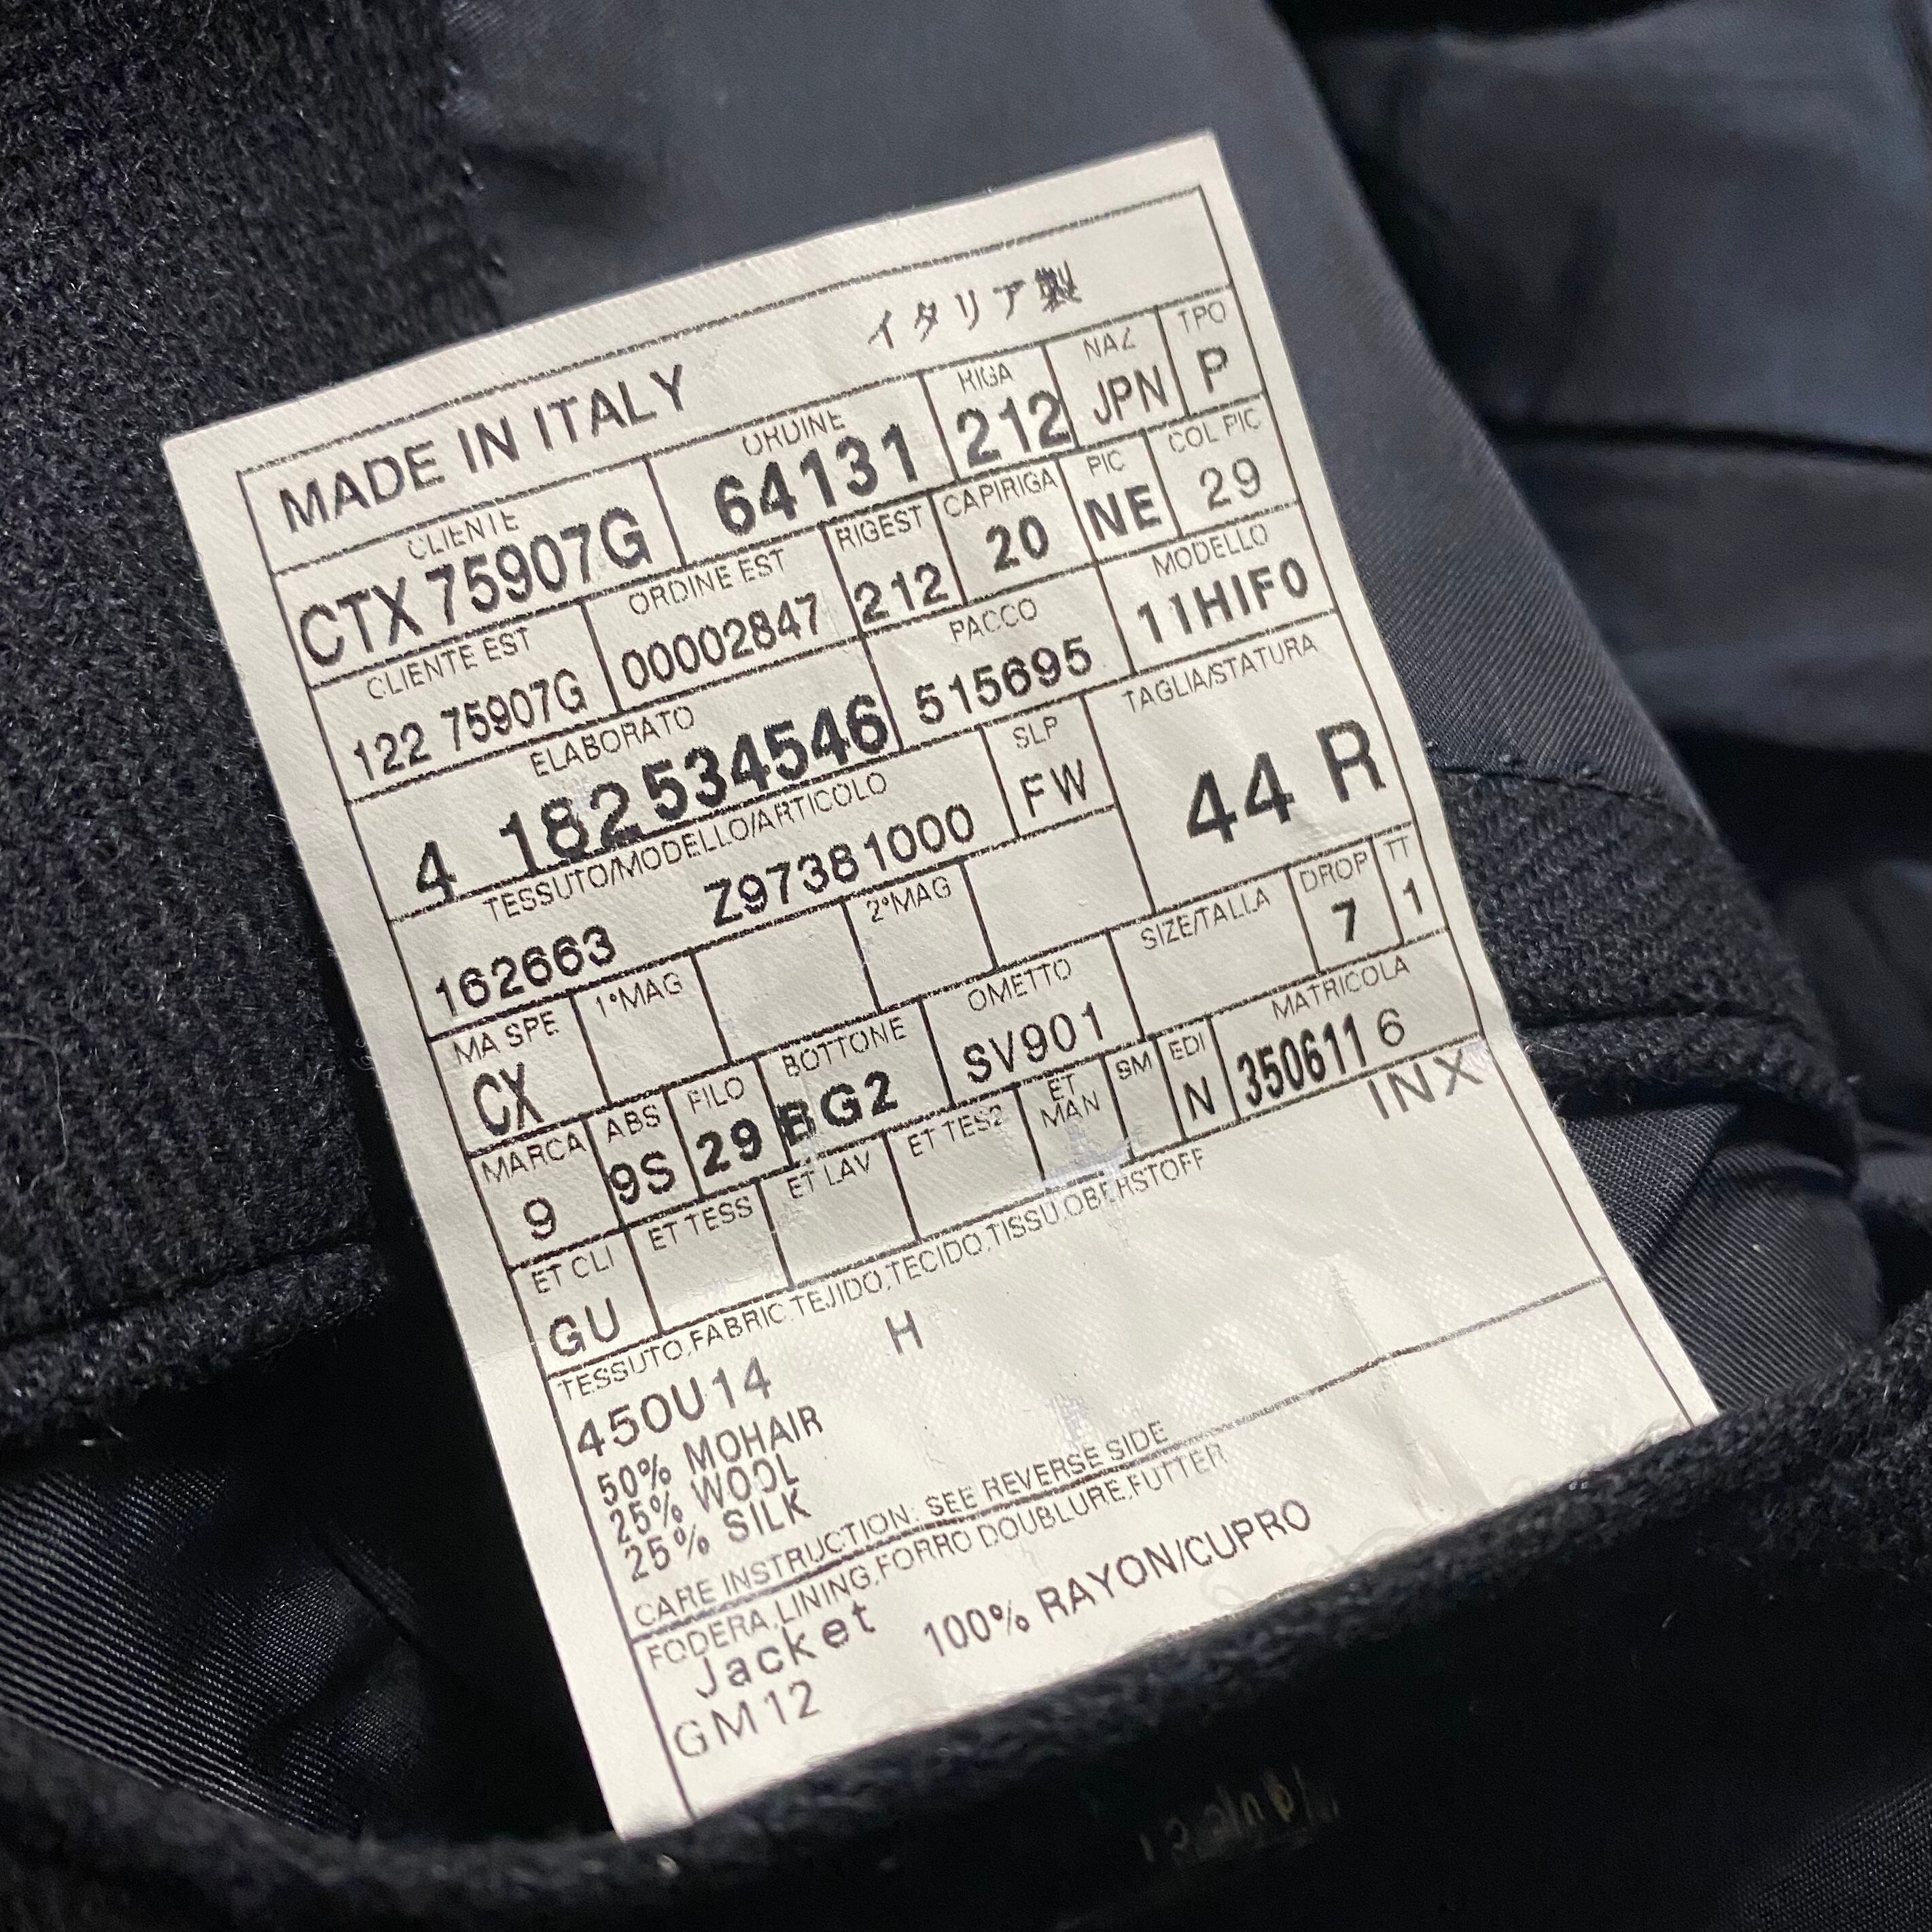 MADE IN ITALY イタリア製
CLIENTE ORDINE RIGA NAZ TPO
CTX 75907G 64131 212 JPN P
CLIENTE EST ORDINE EST RIGEST CAPIRIGA PIC COL PIC
122 75907G 00002847 212 20 NE 29
ELABORATO PACCO MODELLO
4 182534546 515695 11HIF0
TESSUTO/MODELLO/ARTICOLO SLP TAGLIA/STATURA
162663 Z97381000 FW 44 R
MA SPE 1°MAG 2°MAG OMETTO SIZE/TALLA DROP TT
CX SV901 7 1
MARCA ABS FILO BOTTONE ET MAN SM EDI MATRICOLA
9 9S 29 BG2 N 350611 6
ET CLI ET TESS ET LAV ET TES2 INX
GU
TESSUTO,FABRIC TEJIDO,TECIDO,TISSU,OBERSTOFF
450U14 H
50% MOHAIR
25% WOOL
25% SILK
CARE INSTRUCTION: SEE REVERSE SIDE
FODERA,LINING,FORRO DOUBLURE,FUTTER
Jacket 100% RAYON/CUPRO
GM12